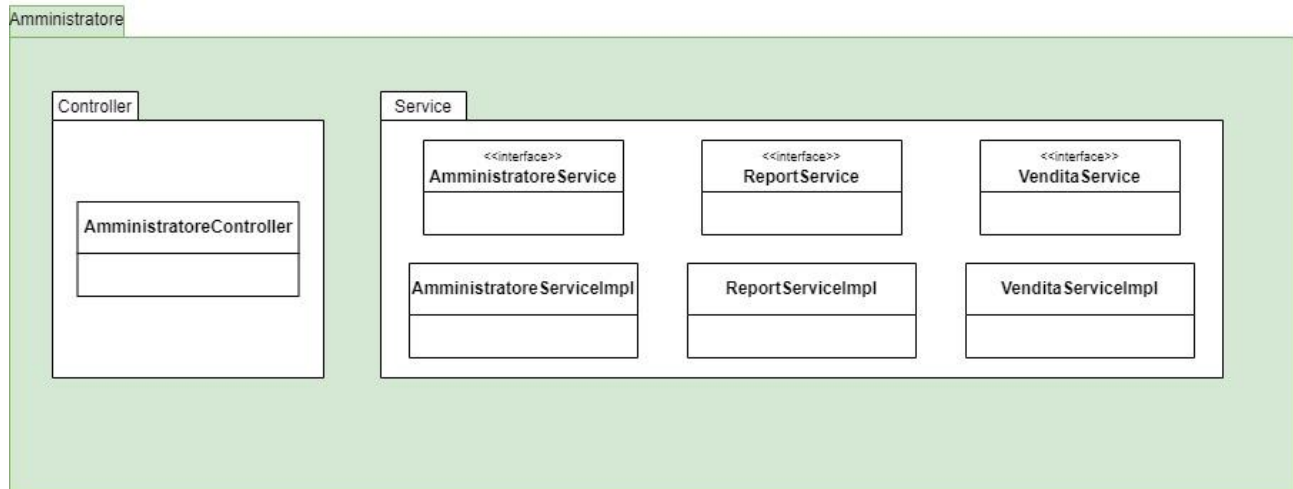 Amministratore
Controller
Service
AmministratoreController
<<interface>>
AmministratoreService
<<interface>>
ReportService
<<interface>>
VenditaService
AmministratoreServiceImpl
ReportServiceImpl
VenditaServiceImpl